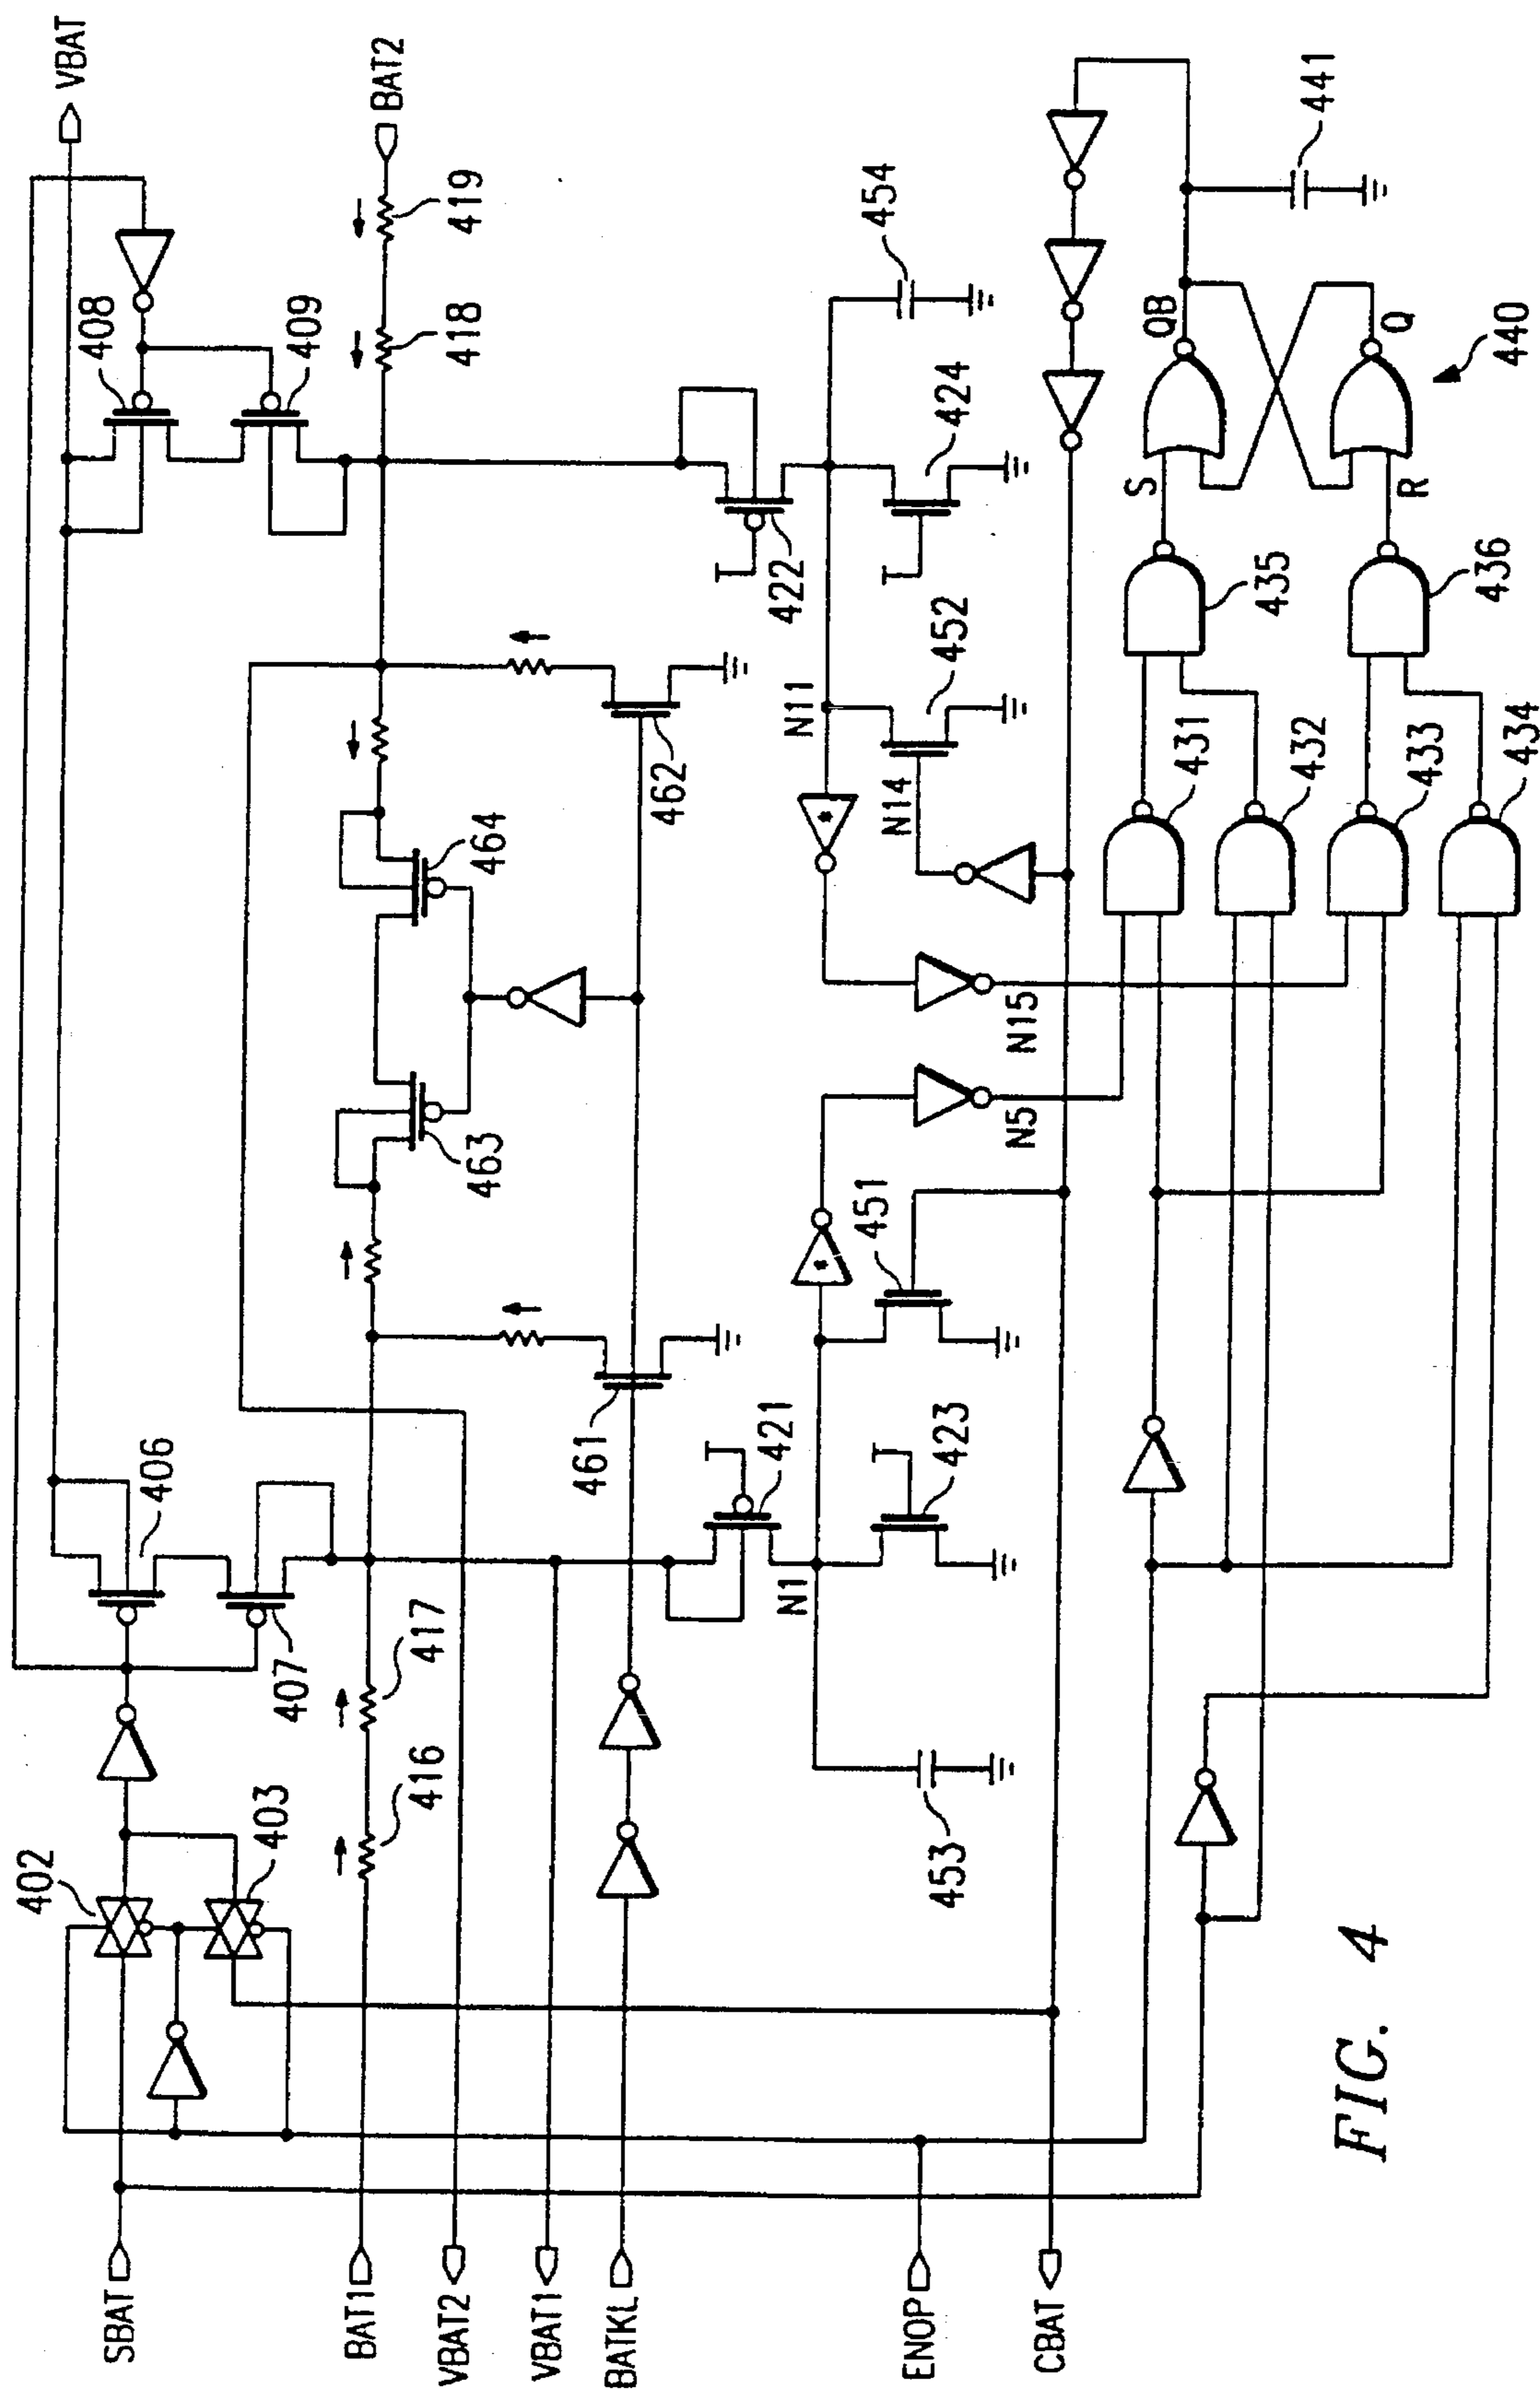 VBAT
BAT2
408
409
419
418
454
441
422
424
452
N11
N14
QB
Q
S
R
440
435
436
431
432
433
434
464
462
463
N15
N5
451
461
406
407
421
423
N1
417
416
453
402
403
SBAT
BAT1
VBAT2
VBAT1
BATKL
ENOP
CBAT
*
*
FIG. 4